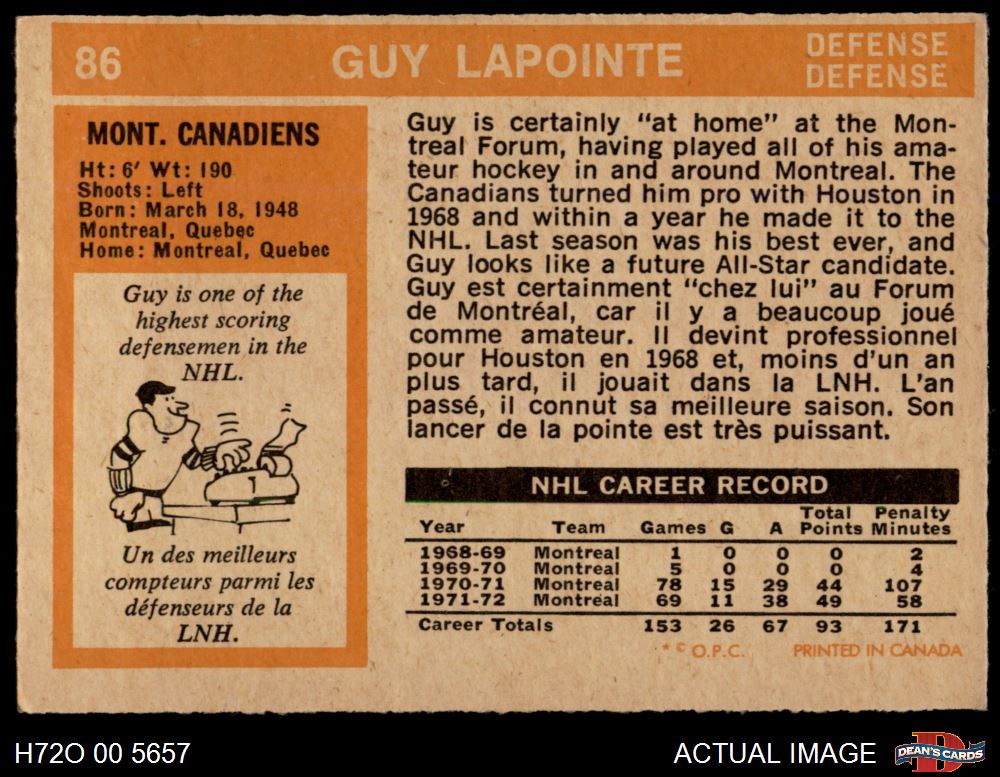 86 GUY LAPOINTE DEFENSE
DEFENSE
MONT. CANADIENS
Ht: 6' Wt: 190
Shoots: Left
Born: March 18, 1948
Montreal, Quebec
Home: Montreal, Quebec
Guy is one of the
highest scoring
defensemen in the
NHL.
1
Un des meilleurs
compteurs parmi les
défenseurs de la
LNH.
Guy is certainly "at home" at the Mon-
treal Forum, having played all of his ama-
teur hockey in and around Montreal. The
Canadians turned him pro with Houston in
1968 and within a year he made it to the
NHL. Last season was his best ever, and
Guy looks like a future All-Star candidate.
Guy est certainment "chez lui" au Forum
de Montréal, car il y a beaucoup joué
comme amateur. Il devint professionnel
pour Houston en 1968 et, moins d'un an
plus tard, il jouait dans la LNH. L'an
passé, il connut sa meilleure saison. Son
lancer de la pointe est très puissant.
NHL CAREER RECORD
Total Penalty
Year Team Games G A Points Minutes
1968-69 Montreal 1 0 0 0 2
1969-70 Montreal 5 0 0 0 4
1970-71 Montreal 78 15 29 44 107
1971-72 Montreal 69 11 38 49 58
Career Totals 153 26 67 93 171
* © O.P.C. PRINTED IN CANADA
H72O 00 5657 ACTUAL IMAGE DEAN'S CARDS